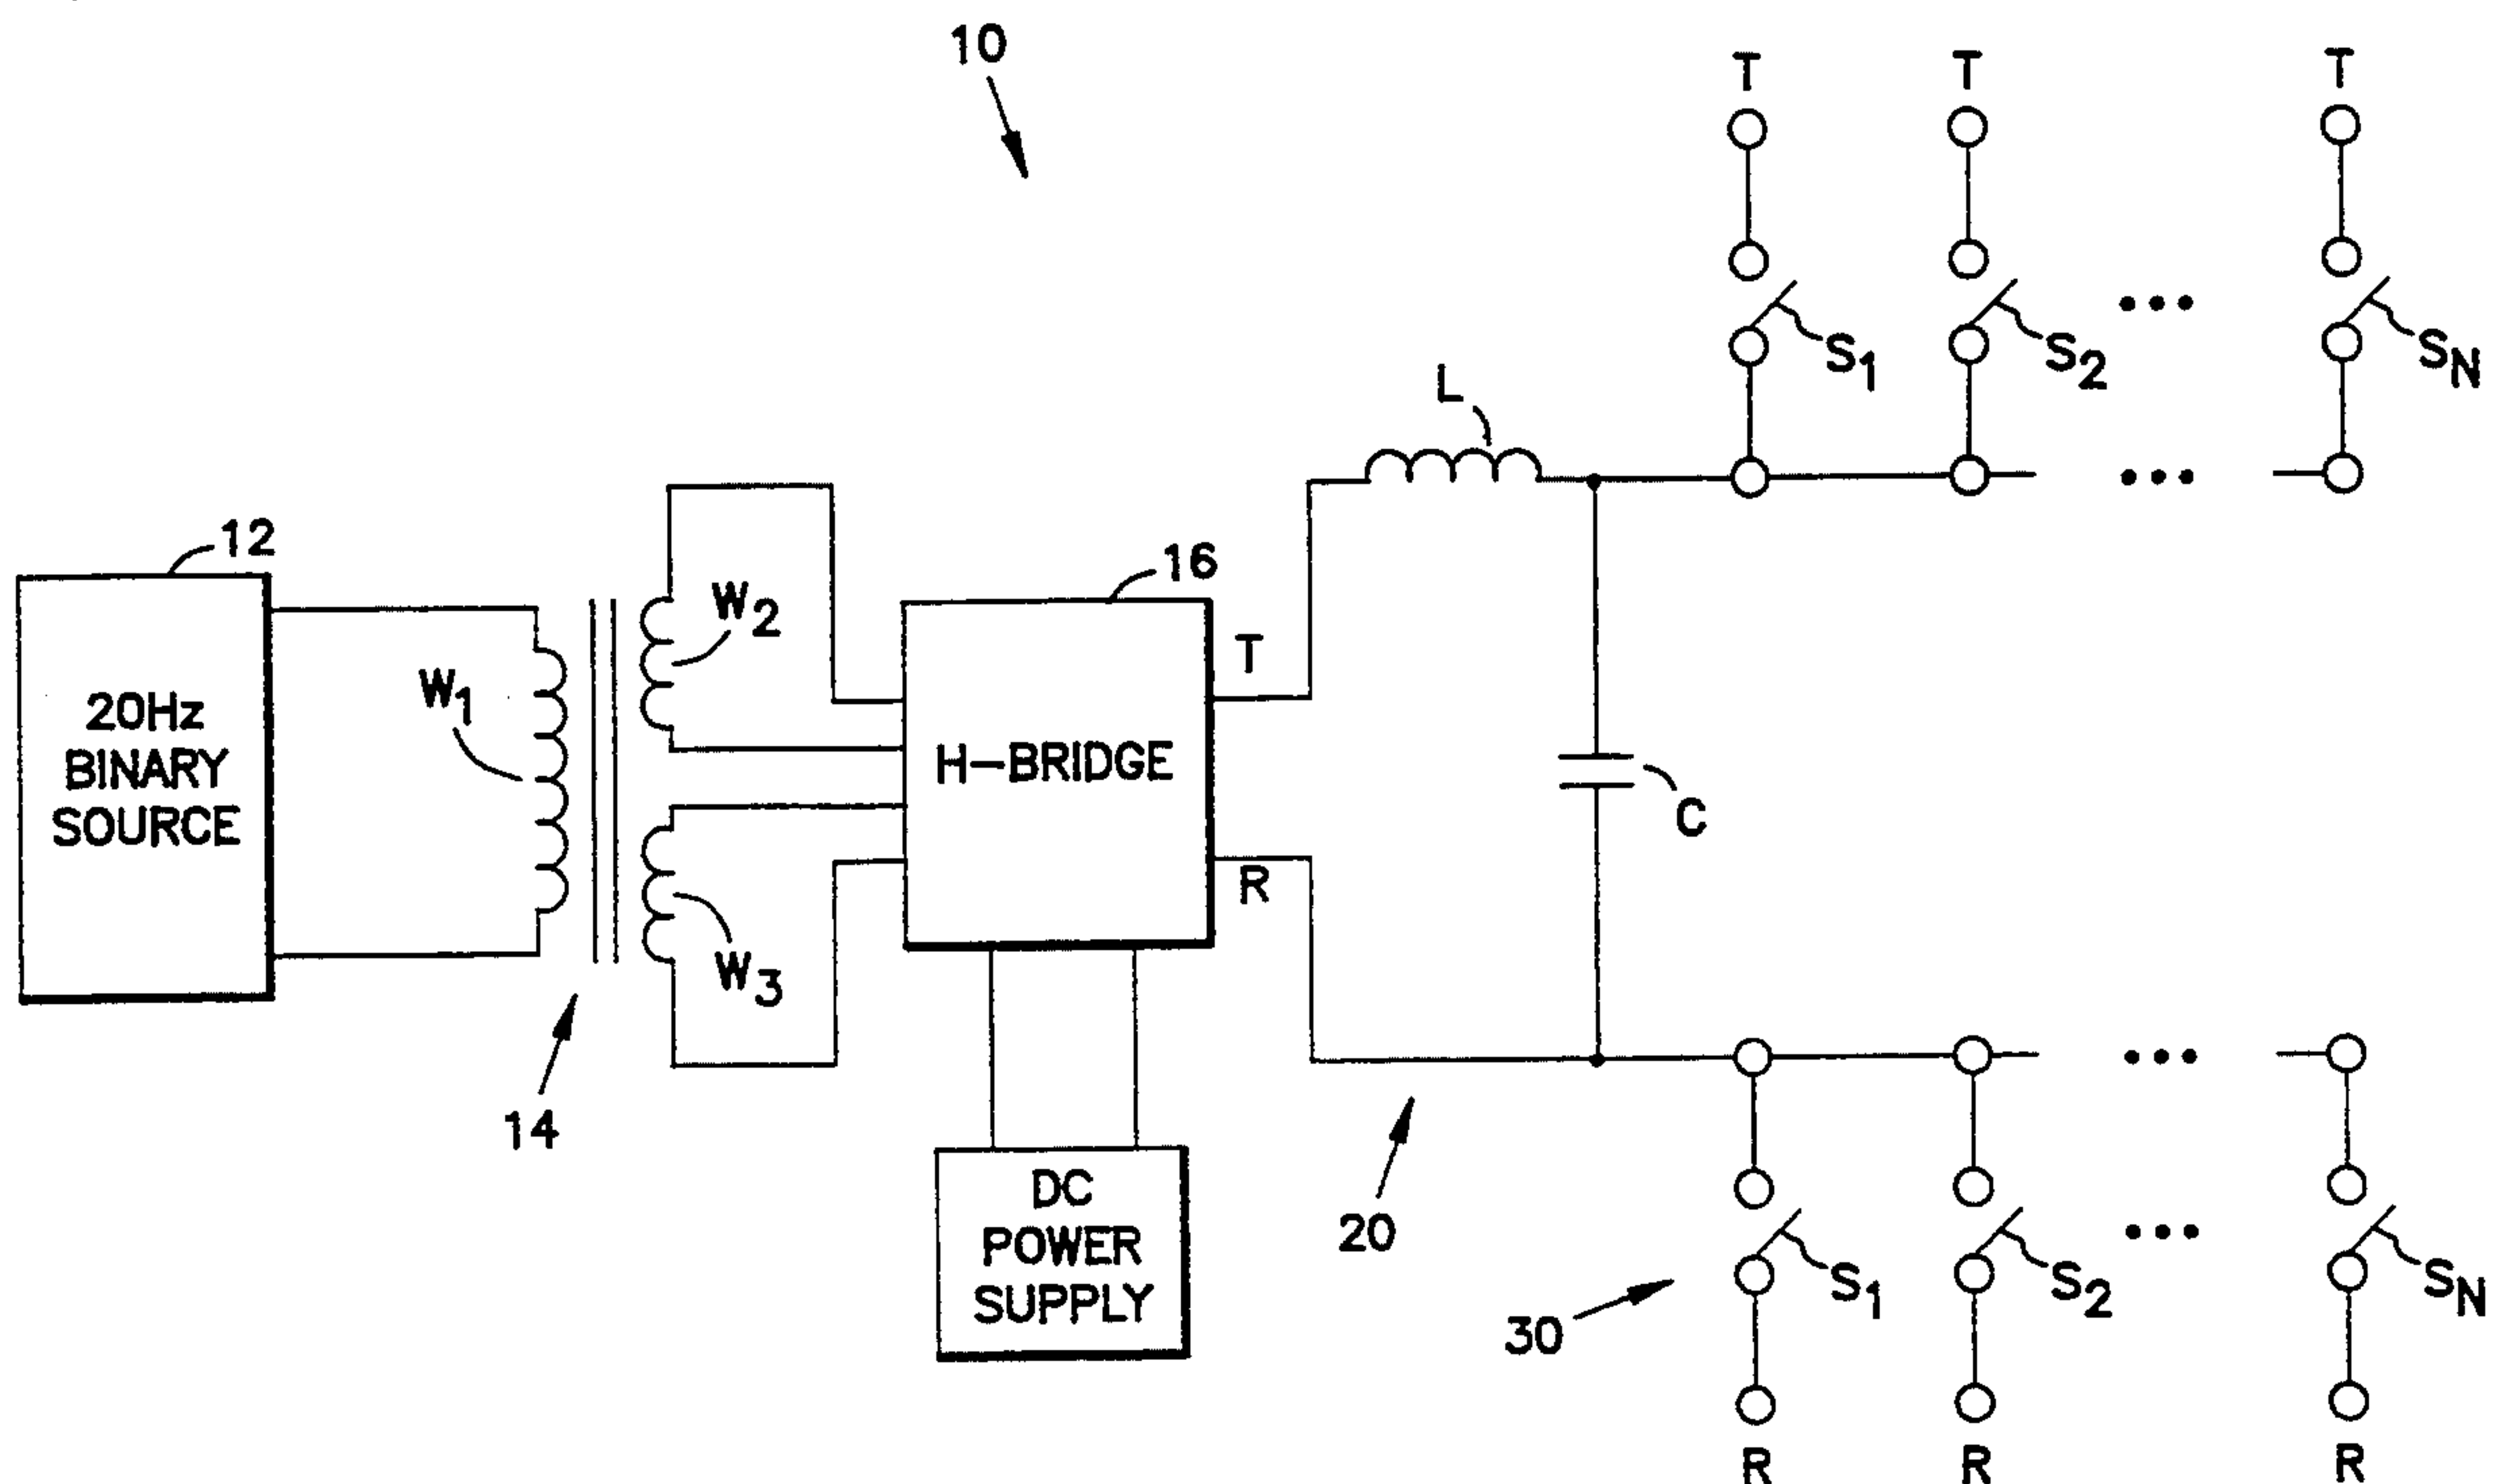 10
T T T
S1 S2 ... SN
L
...
12
16
W2
T
W1
20Hz
BINARY
SOURCE
H-BRIDGE
C
R
W3
14
DC
POWER
SUPPLY
20
...
30
S1 S2 ... SN
R R R